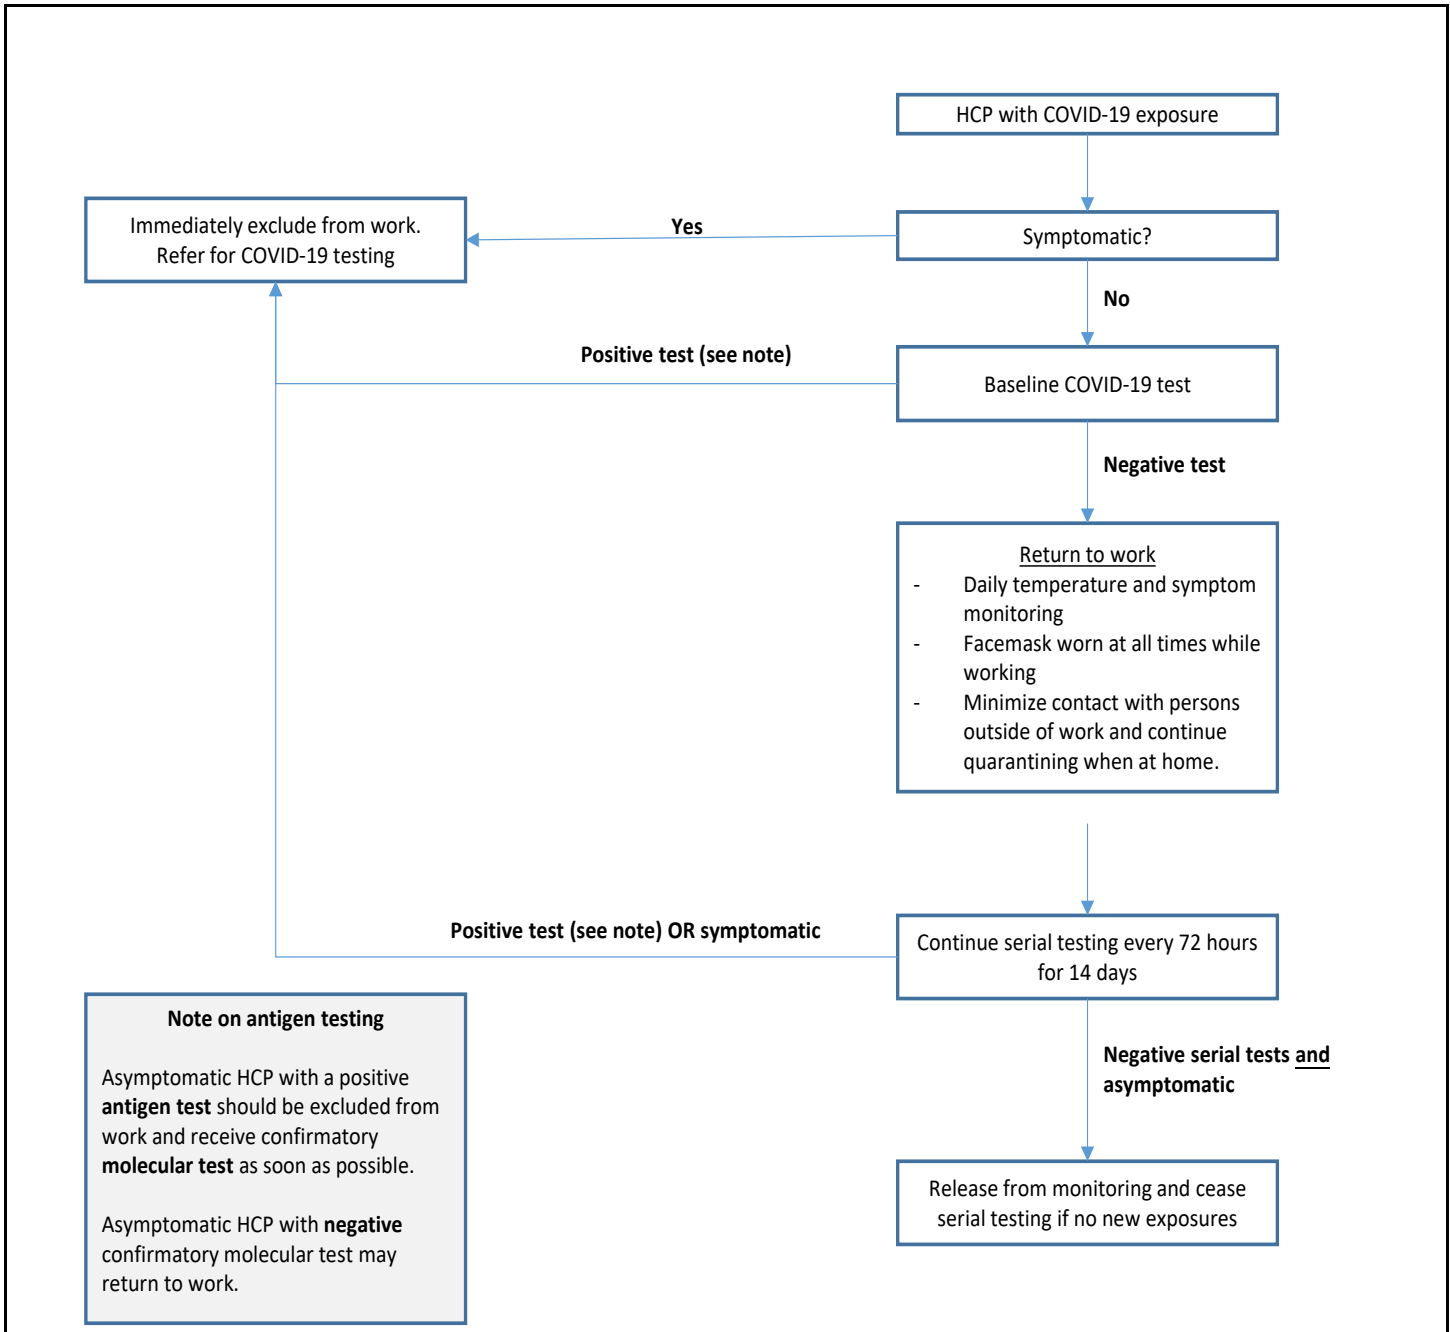 HCP with COVID-19 exposure
Immediately exclude from work.
Refer for COVID-19 testing
Yes
Symptomatic?
No
Positive test (see note)
Baseline COVID-19 test
Negative test
Return to work
- Daily temperature and symptom
monitoring
- Facemask worn at all times while
working
- Minimize contact with persons
outside of work and continue
quarantining when at home.
Positive test (see note) OR symptomatic
Continue serial testing every 72 hours
for 14 days
Note on antigen testing
Asymptomatic HCP with a positive
antigen test should be excluded from
work and receive confirmatory
molecular test as soon as possible.
Asymptomatic HCP with negative
confirmatory molecular test may
return to work.
Negative serial tests and
asymptomatic
Release from monitoring and cease
serial testing if no new exposures